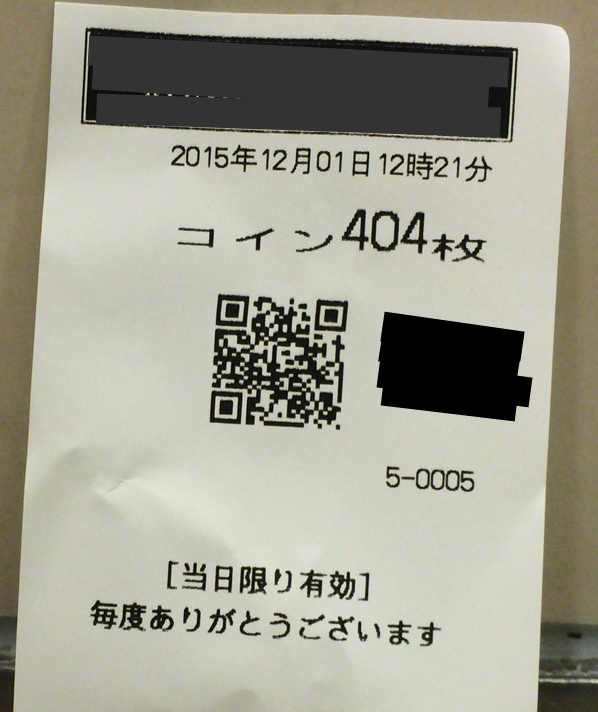 2015年12月01日12時21分
コイン404枚
5-0005
[当日限り有効]
毎度ありがとうございます